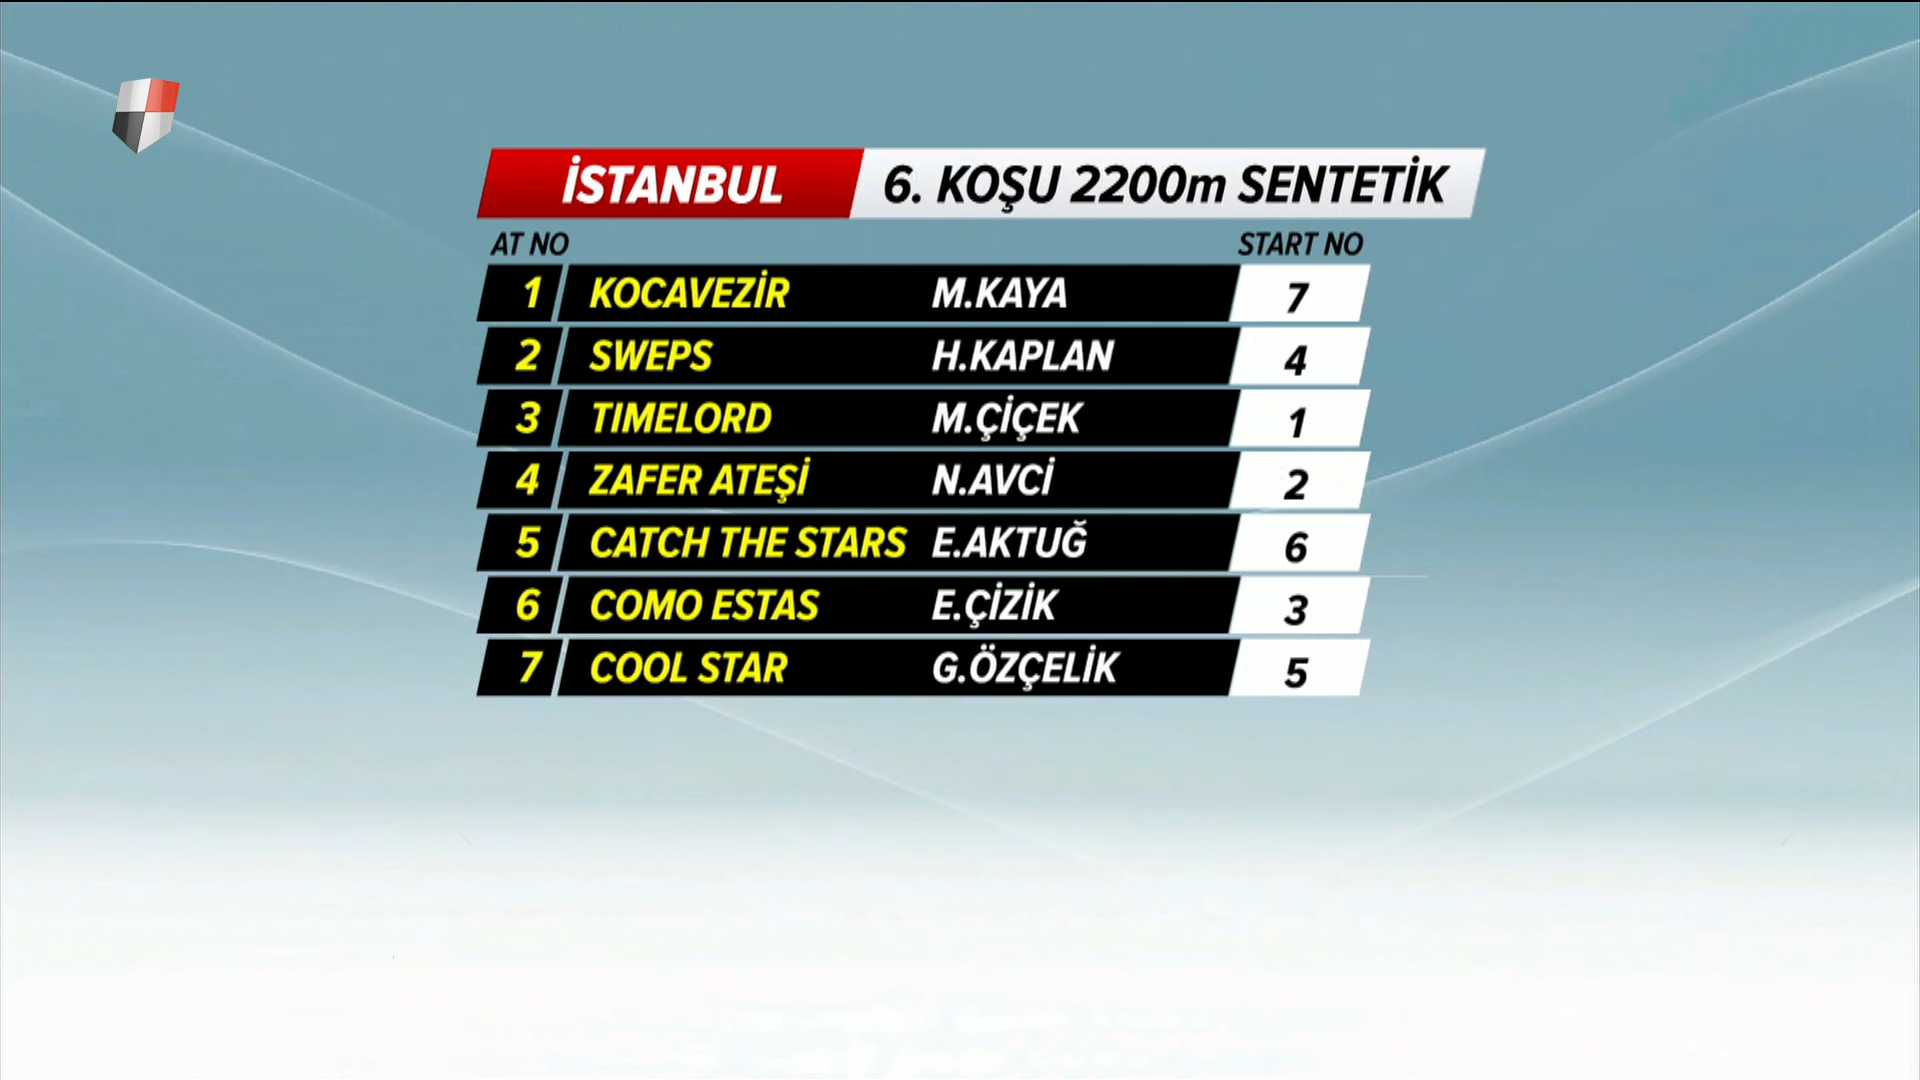 İSTANBUL 6. KOŞU 2200m SENTETİK
AT NO START NO
1 KOCAVEZİR M.KAYA 7
2 SWEPS H.KAPLAN 4
3 TIMELORD M.ÇİÇEK 1
4 ZAFER ATEŞİ N.AVCİ 2
5 CATCH THE STARS E.AKTUĞ 6
6 COMO ESTAS E.ÇİZİK 3
7 COOL STAR G.ÖZÇELİK 5